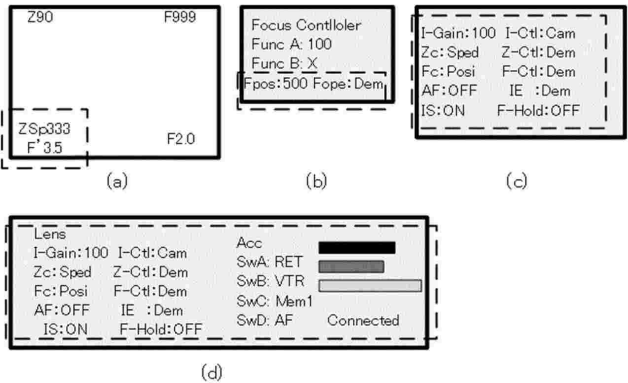 Z90 F999
ZSp333
F'3.5 F2.0
(a)
Focus Contlloler
Func A: 100
Func B: X
Fpos:500 Fope:Dem
(b)
I-Gain:100 I-Ctl:Cam
Zc:Sped Z-Ctl:Dem
Fc:Posi F-Ctl:Dem
AF:OFF IE :Dem
IS:ON F-Hold:OFF
(c)
Lens
I-Gain:100 I-Ctl:Cam
Zc:Sped Z-Ctl:Dem
Fc:Posi F-Ctl:Dem
AF:OFF IE :Dem
IS:ON F-Hold:OFF
Acc
SwA: RET
SwB: VTR
SwC: Mem1
SwD: AF Connected
(d)